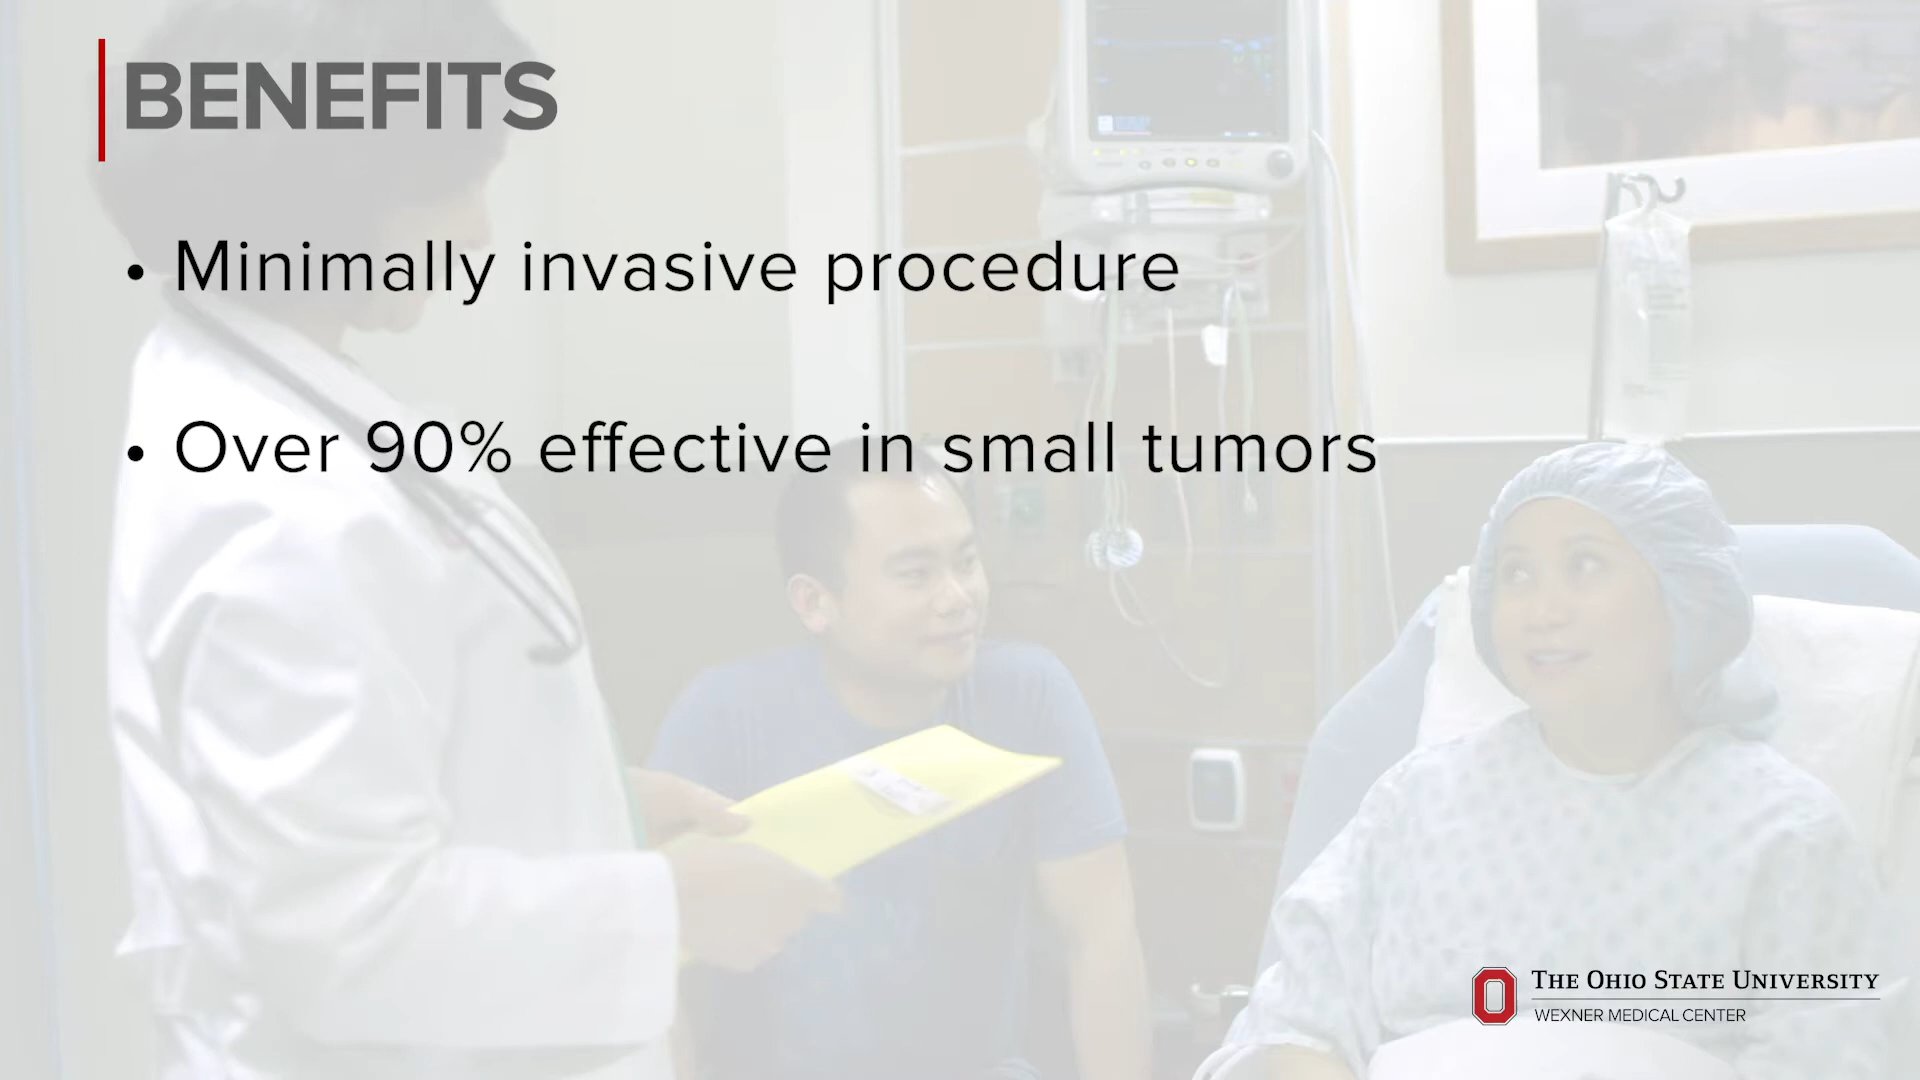 BENEFITS
• Minimally invasive procedure
• Over 90% effective in small tumors
THE OHIO STATE UNIVERSITY
WEXNER MEDICAL CENTER